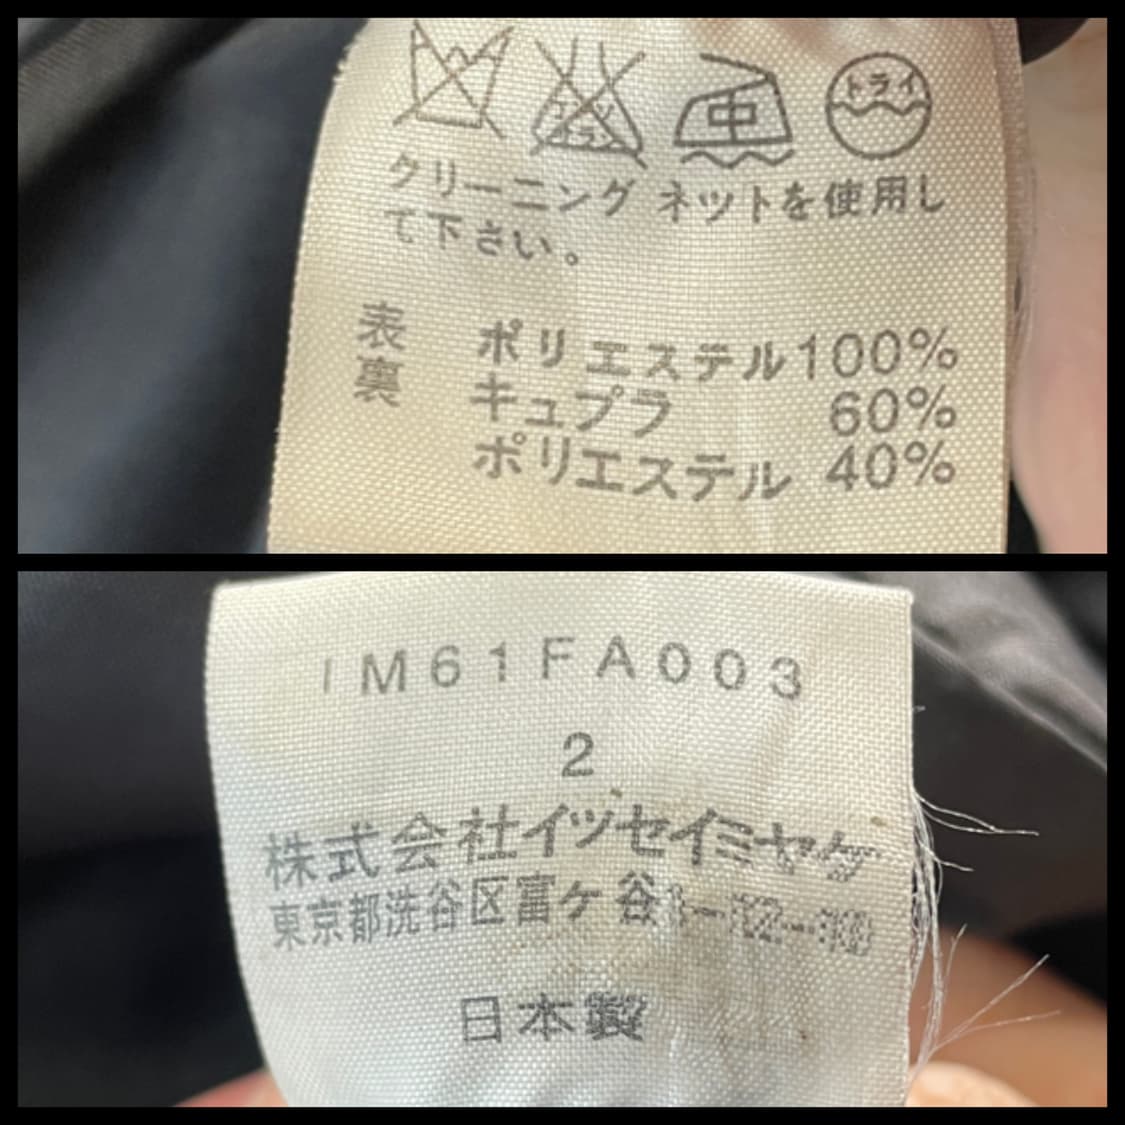 中 トライ
クリーニング ネットを使用し
て下さい。
表 ポリエステル100%
裏 キュプラ 60%
ポリエステル 40%
IM61FA003
2
株式会社イッセイミヤケ
東京都洗谷区富ケ谷
日本製